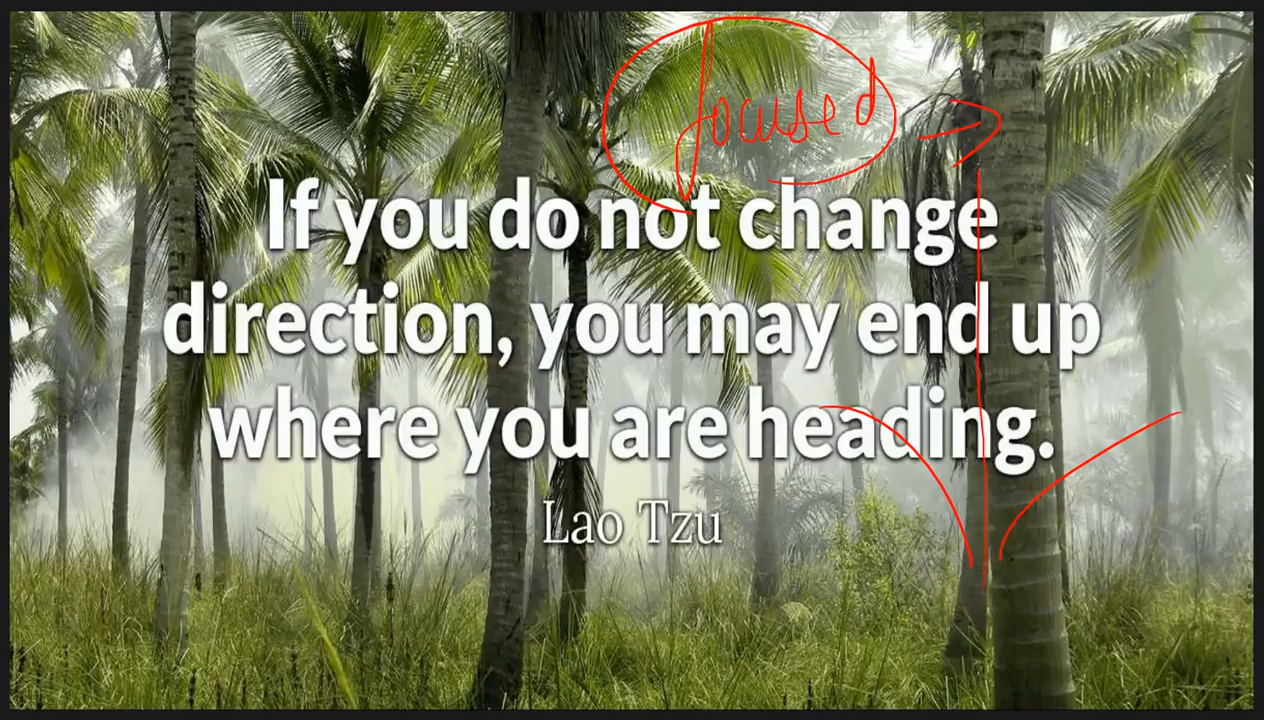 focused
If you do not change
direction, you may end up
where you are heading.
Lao Tzu